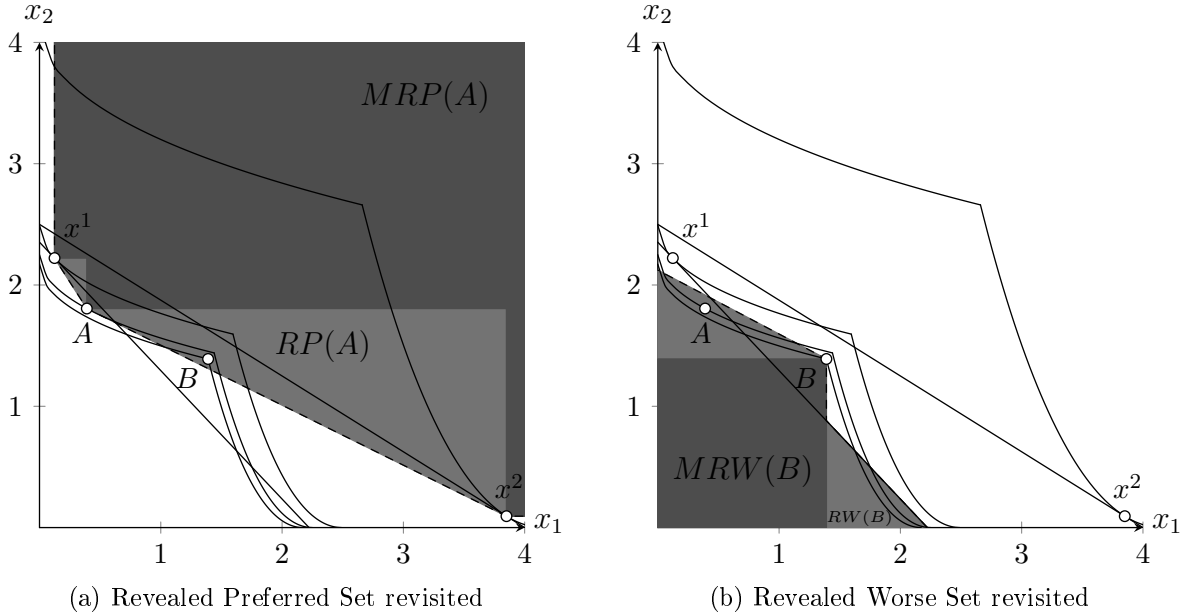 x₂ x₂
4 4
MRP(A)
3 3
x¹ x¹
2 2
A RP(A) A
B B
1 1
MRW(B)
x² x²
RW(B)
x₁ x₁
1 2 3 4 1 2 3 4
(a) Revealed Preferred Set revisited
(b) Revealed Worse Set revisited